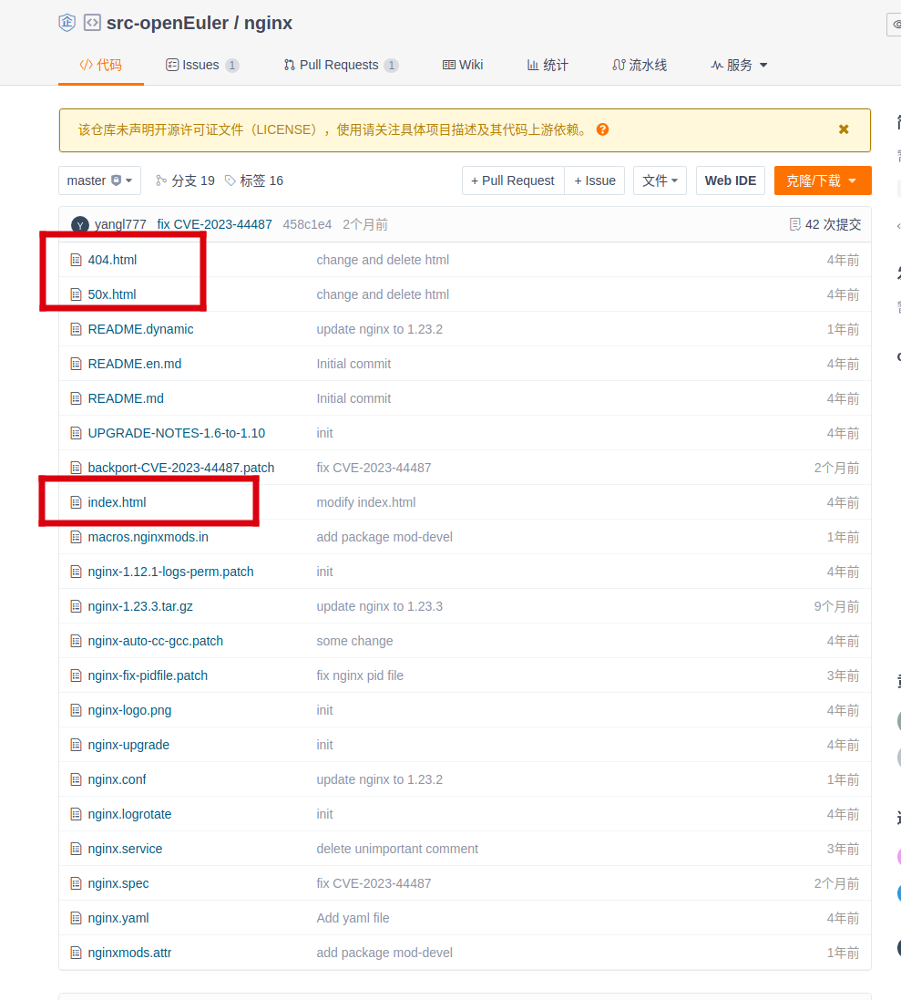 企 src-openEuler / nginx
代码 Issues 1 Pull Requests 1 Wiki 统计 流水线 服务
该仓库未声明开源许可证文件（LICENSE），使用请关注具体项目描述及其代码上游依赖。 ?
master 分支 19 标签 16 + Pull Request + Issue 文件 Web IDE 克隆/下载
Y yangl777 fix CVE-2023-44487 458c1e4 2个月前 42 次提交
404.html change and delete html 4年前
50x.html change and delete html 4年前
README.dynamic update nginx to 1.23.2 1年前
README.en.md Initial commit 4年前
README.md Initial commit 4年前
UPGRADE-NOTES-1.6-to-1.10 init 4年前
backport-CVE-2023-44487.patch fix CVE-2023-44487 2个月前
index.html modify index.html 4年前
macros.nginxmods.in add package mod-devel 1年前
nginx-1.12.1-logs-perm.patch init 4年前
nginx-1.23.3.tar.gz update nginx to 1.23.3 9个月前
nginx-auto-cc-gcc.patch some change 4年前
nginx-fix-pidfile.patch fix nginx pid file 3年前
nginx-logo.png init 4年前
nginx-upgrade init 4年前
nginx.conf update nginx to 1.23.2 1年前
nginx.logrotate init 4年前
nginx.service delete unimportant comment 3年前
nginx.spec fix CVE-2023-44487 2个月前
nginx.yaml Add yaml file 4年前
nginxmods.attr add package mod-devel 1年前